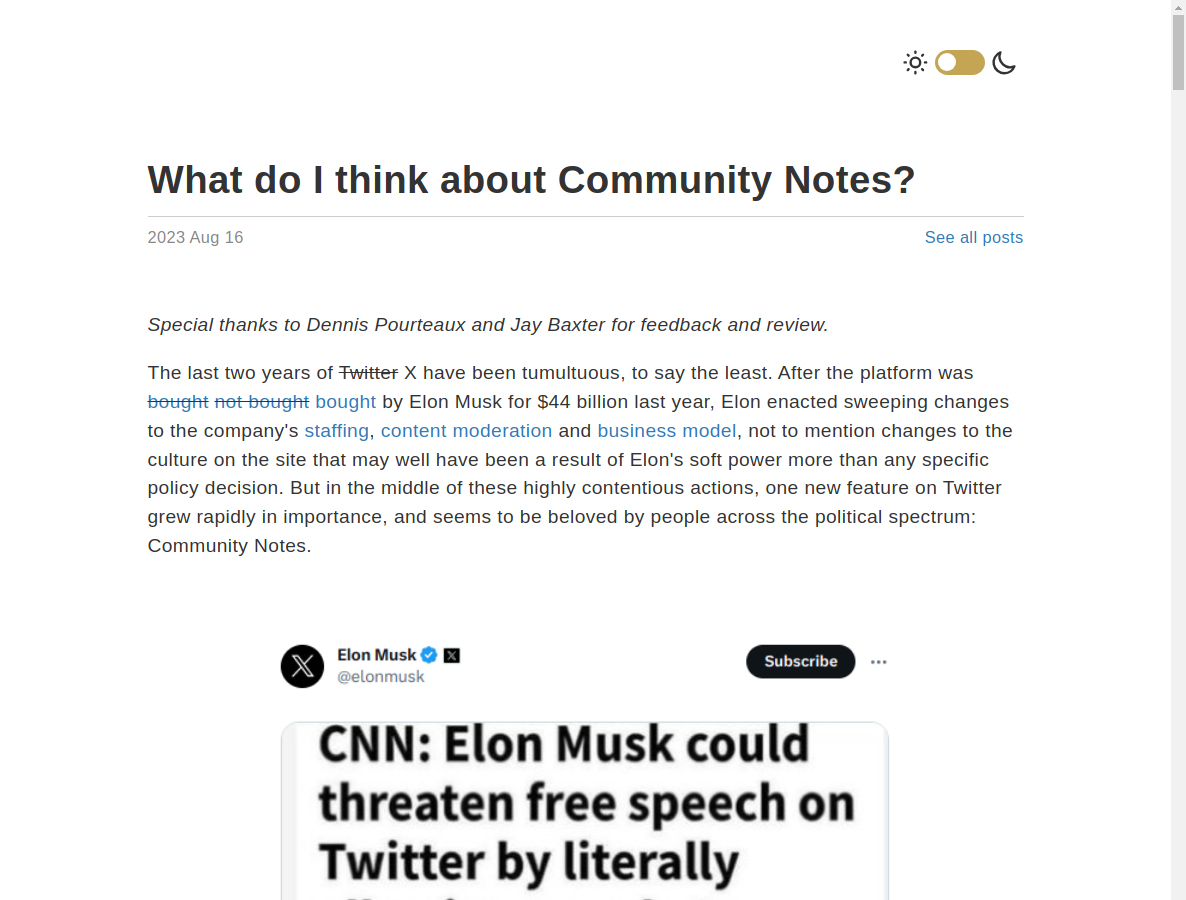 What do I think about Community Notes?
2023 Aug 16 See all posts
Special thanks to Dennis Pourteaux and Jay Baxter for feedback and review.
The last two years of Twitter X have been tumultuous, to say the least. After the platform was
bought not bought bought by Elon Musk for $44 billion last year, Elon enacted sweeping changes
to the company's staffing, content moderation and business model, not to mention changes to the
culture on the site that may well have been a result of Elon's soft power more than any specific
policy decision. But in the middle of these highly contentious actions, one new feature on Twitter
grew rapidly in importance, and seems to be beloved by people across the political spectrum:
Community Notes.
Elon Musk
@elonmusk
Subscribe
CNN: Elon Musk could
threaten free speech on
Twitter by literally